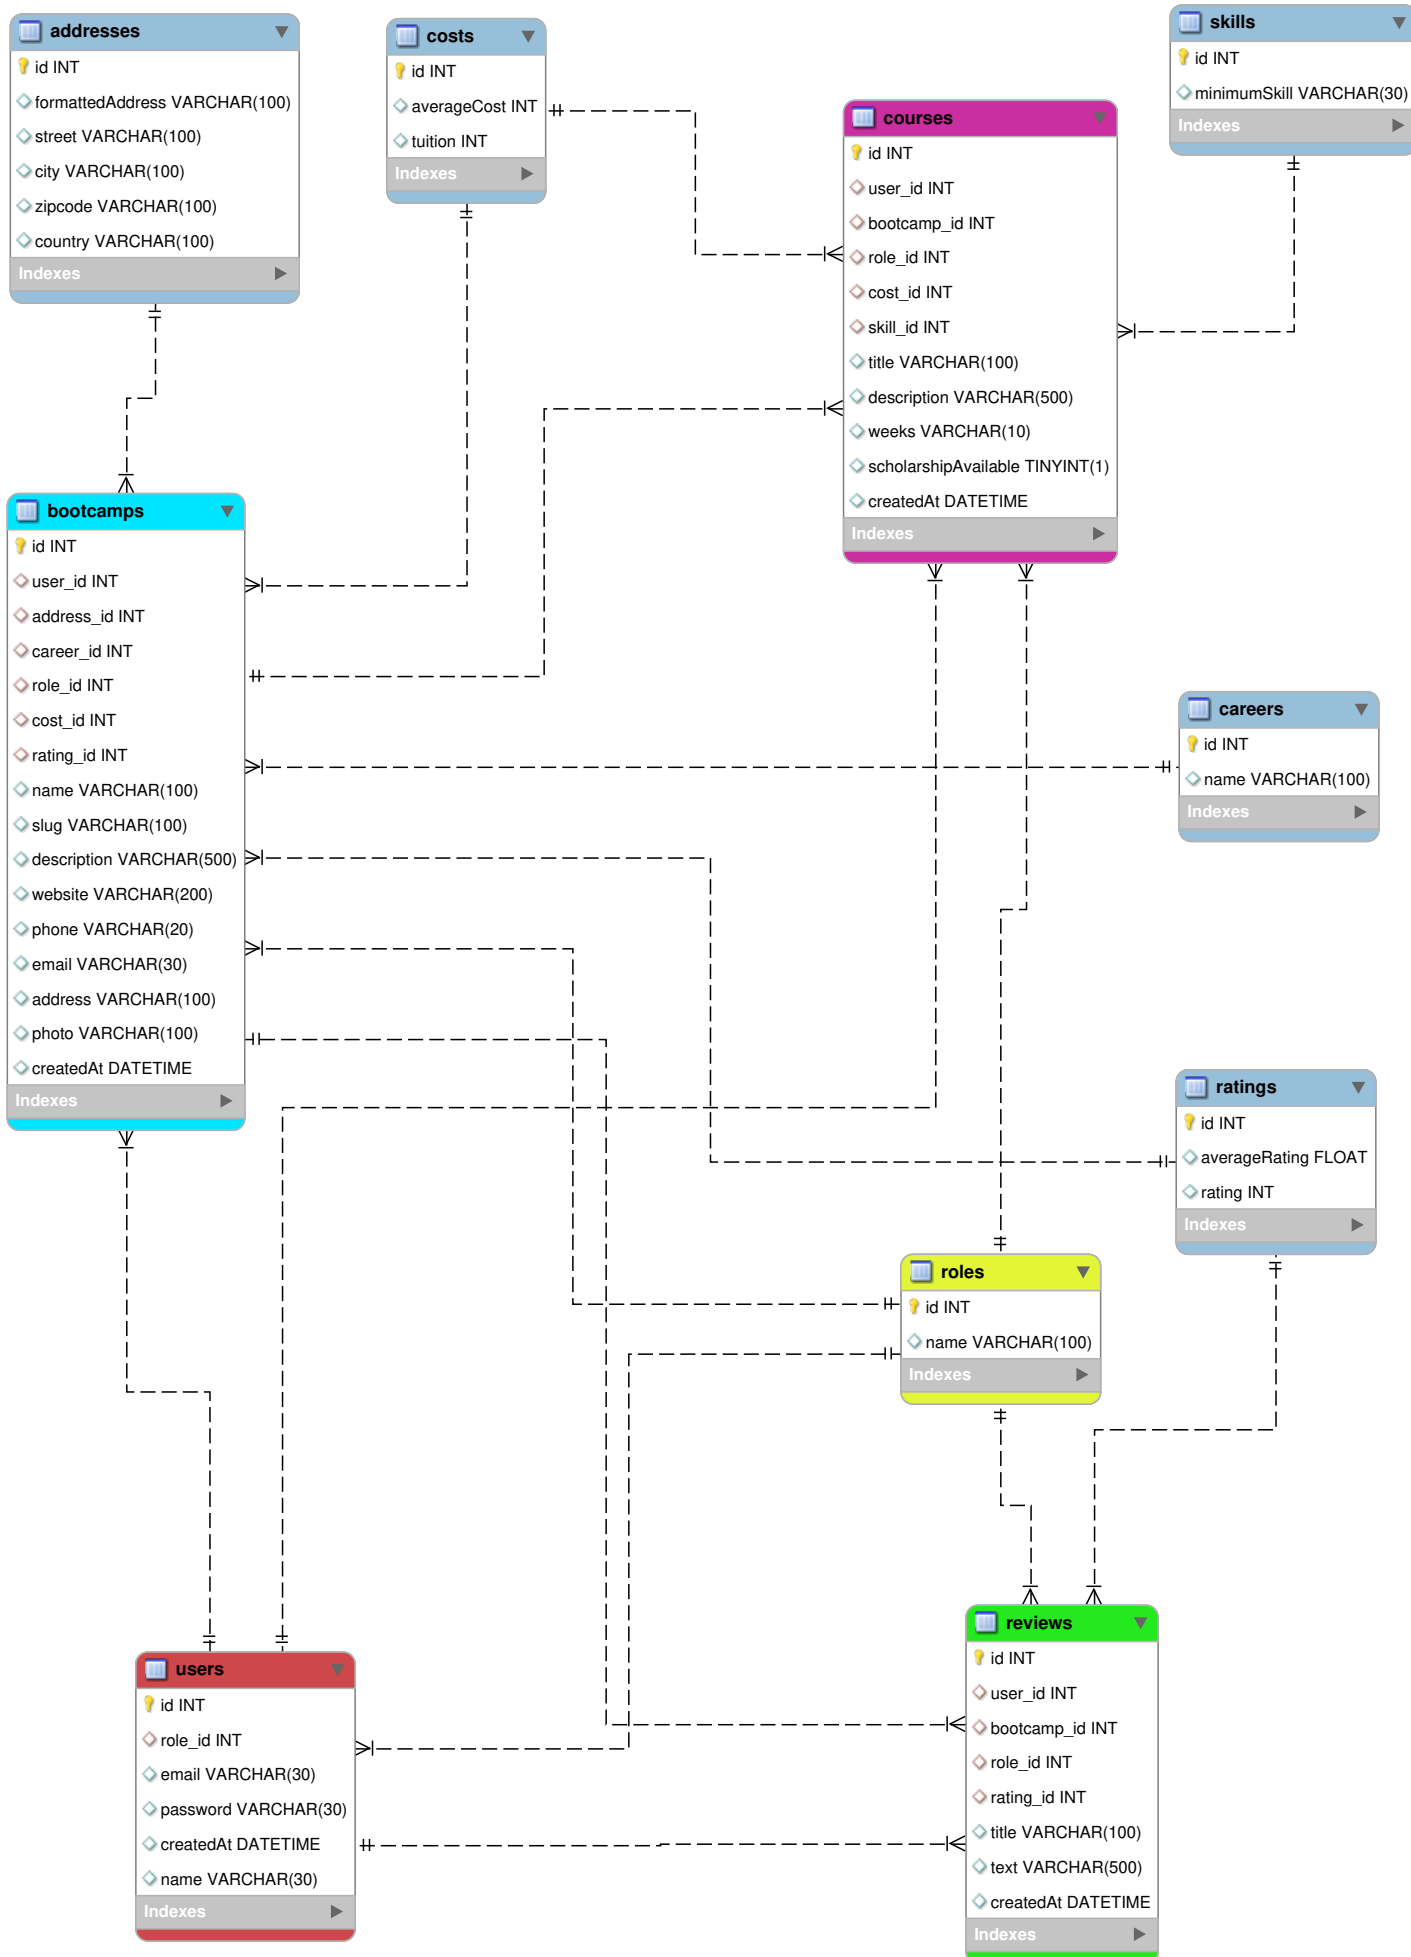 addresses
id INT
formattedAddress VARCHAR(100)
street VARCHAR(100)
city VARCHAR(100)
zipcode VARCHAR(100)
country VARCHAR(100)
Indexes
costs
id INT
averageCost INT
tuition INT
Indexes
courses
id INT
user_id INT
bootcamp_id INT
role_id INT
cost_id INT
skill_id INT
title VARCHAR(100)
description VARCHAR(500)
weeks VARCHAR(10)
scholarshipAvailable TINYINT(1)
createdAt DATETIME
Indexes
skills
id INT
minimumSkill VARCHAR(30)
Indexes
bootcamps
id INT
user_id INT
address_id INT
career_id INT
role_id INT
cost_id INT
rating_id INT
name VARCHAR(100)
slug VARCHAR(100)
description VARCHAR(500)
website VARCHAR(200)
phone VARCHAR(20)
email VARCHAR(30)
address VARCHAR(100)
photo VARCHAR(100)
createdAt DATETIME
Indexes
careers
id INT
name VARCHAR(100)
Indexes
ratings
id INT
averageRating FLOAT
rating INT
Indexes
roles
id INT
name VARCHAR(100)
Indexes
users
id INT
role_id INT
email VARCHAR(30)
password VARCHAR(30)
createdAt DATETIME
name VARCHAR(30)
Indexes
reviews
id INT
user_id INT
bootcamp_id INT
role_id INT
rating_id INT
title VARCHAR(100)
text VARCHAR(500)
createdAt DATETIME
Indexes